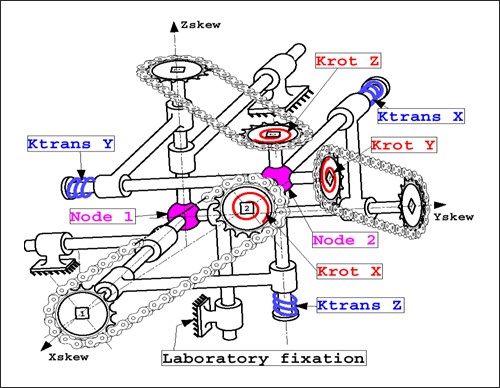 Zskew
Krot Z
Ktrans X
Ktrans Y
Krot Y
Node 1
2
Yskew
Node 2
Krot X
1
Ktrans Z
Xskew
Laboratory fixation